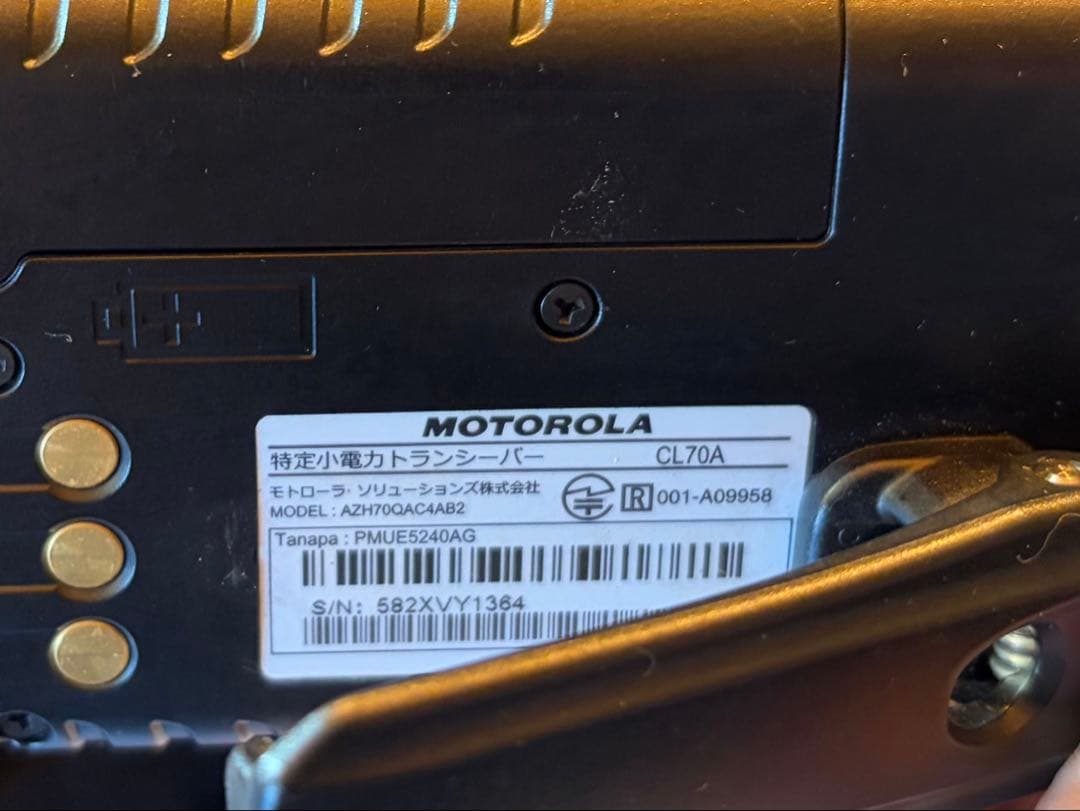 MOTOROLA
特定小電力トランシーバー CL70A
モトローラ・ソリューションズ株式会社
MODEL : AZH70QAC4AB2
R 001-A09958
Tanapa : PMUE5240AG
S/N: 582XVY1364